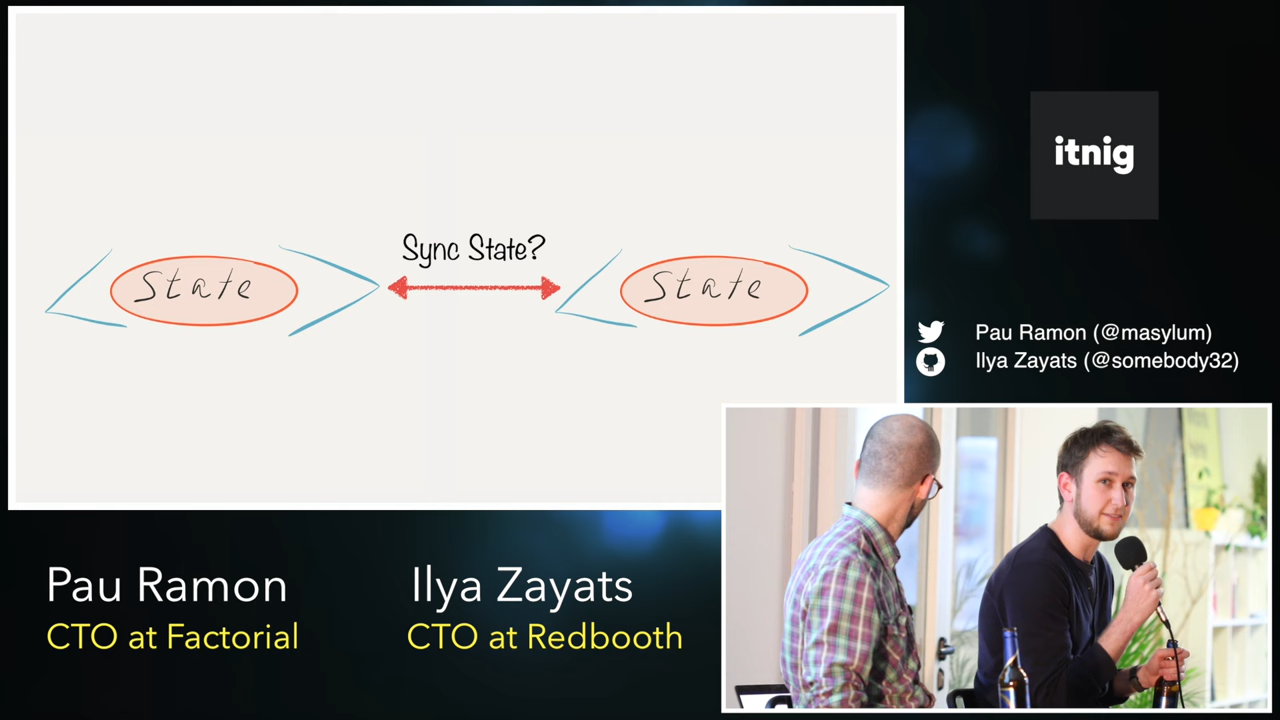 Sync State?
State
State
itnig
Pau Ramon (@masylum)
Ilya Zayats (@somebody32)
Pau Ramon
CTO at Factorial
Ilya Zayats
CTO at Redbooth